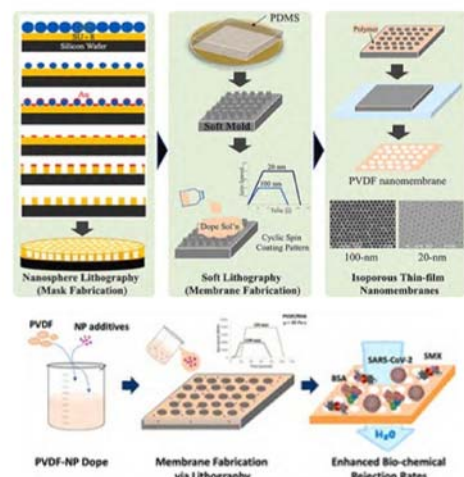 SU - 8
Silicon Wafer
Au
Nanosphere Lithography
(Mask Fabrication)
PDMS
Soft Mold
20 nm
100 nm
Dope Sol'n
Cyclic Spin
Coating Pattern
Soft Lithography
(Membrane Fabrication)
Polymer
PVDF nanomembrane
100-nm
20-nm
Isoporous Thin-film
Nanomembranes
PVDF
NP additives
PVDF-NP Dope
Membrane Fabrication
via Lithography
SARS-CoV-2
SMX
BSA
H2O
Enhanced Bio-chemical
Rejection Rates